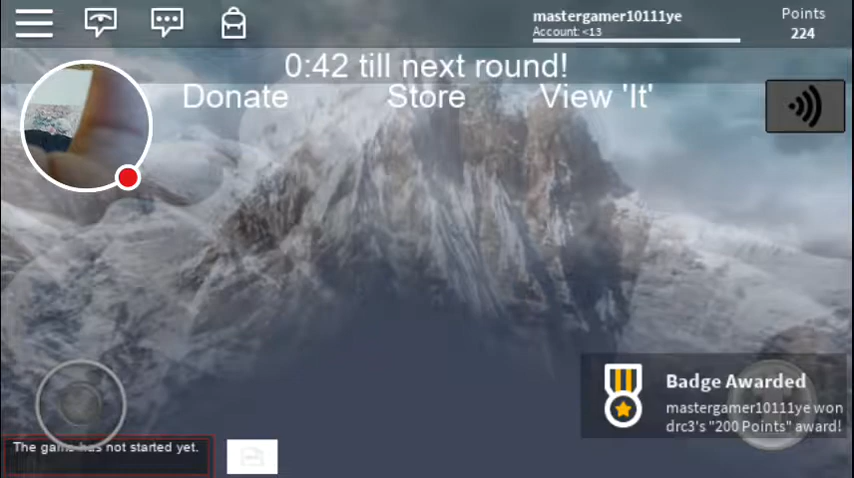 mastergamer10111ye
Account: <13
Points
224
0:42 till next round!
Donate
Store
View 'It'
Badge Awarded
mastergamer10111ye won
drc3's "200 Points" award!
The game has not started yet.